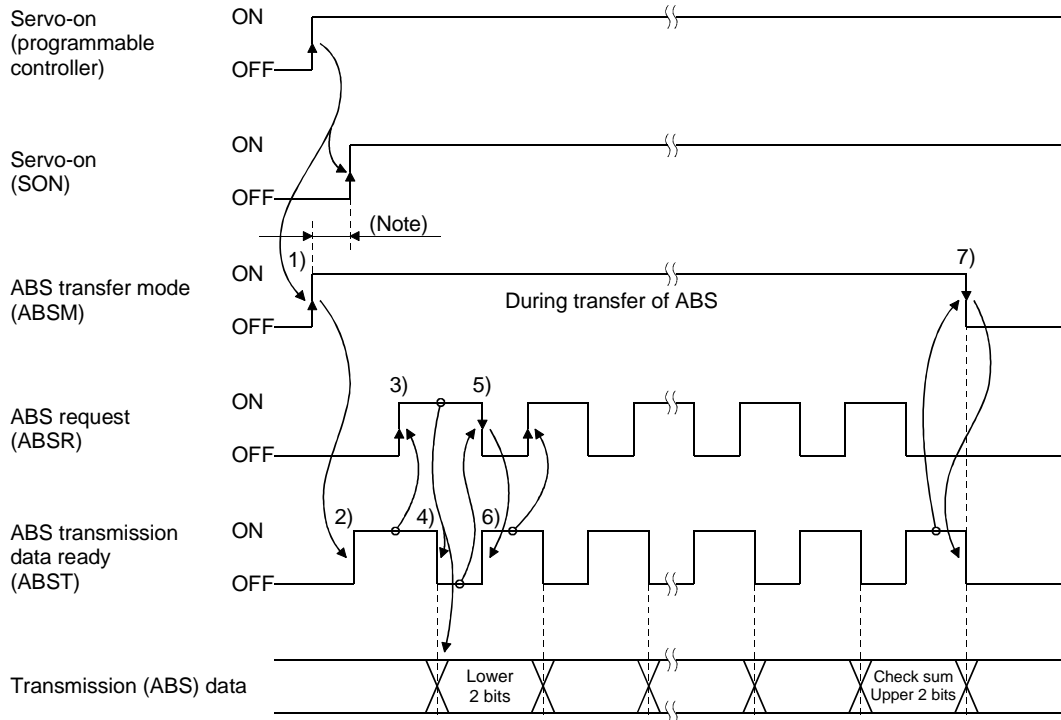 Servo-on
(programmable
controller)
ON
OFF
Servo-on
(SON)
ON
OFF
(Note)
ABS transfer mode
(ABSM)
ON
OFF
1)
During transfer of ABS
7)
ABS request
(ABSR)
ON
OFF
3)
5)
ABS transmission
data ready
(ABST)
ON
OFF
2)
4)
6)
Transmission (ABS) data
Lower
2 bits
Check sum
Upper 2 bits